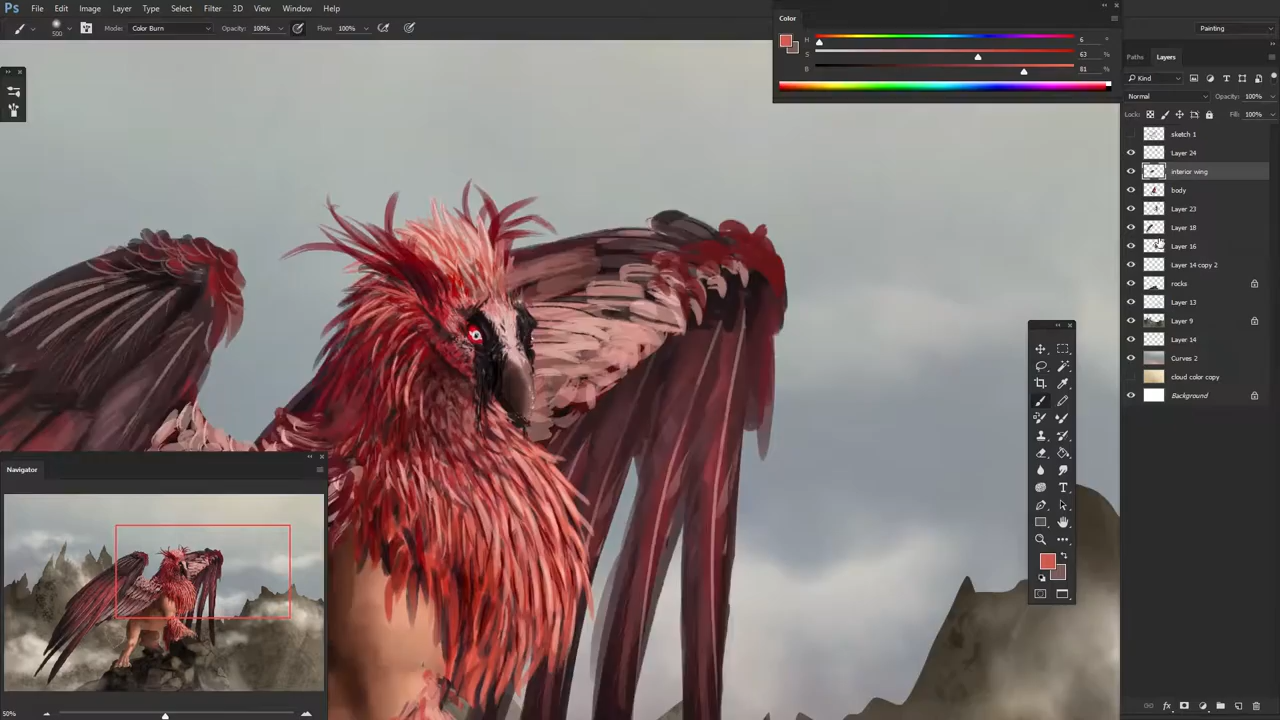 Ps File Edit Image Layer Type Select Filter 3D View Window Help
500 Mode: Color Burn Opacity: 100% Flow: 100%
Painting
Color
H 6 °
S 63 %
B 81 %
Paths Layers
Kind
Normal Opacity: 100%
Lock: Fill: 100%
sketch 1
Layer 24
interior wing
body
Layer 23
Layer 18
Layer 16
Layer 14 copy 2
rocks
Layer 13
Layer 9
Layer 14
Curves 2
cloud color copy
Background
Navigator
50%